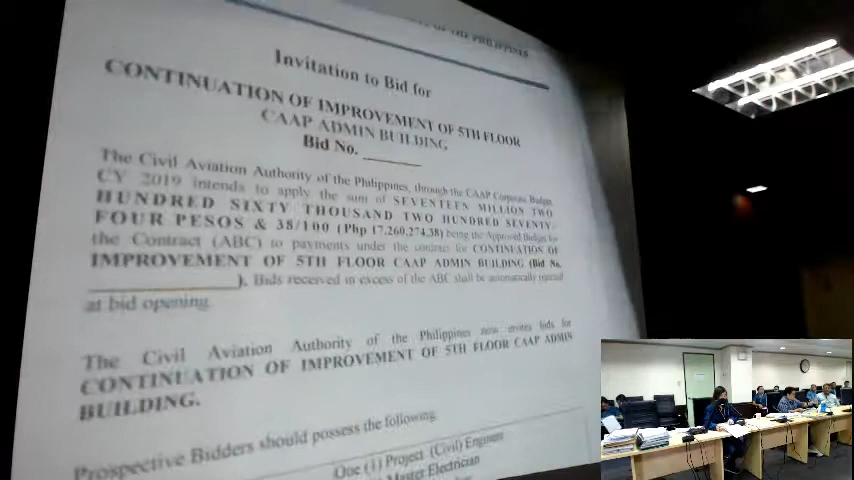 OF THE PHILIPPINES
Invitation to Bid for
CONTINUATION OF IMPROVEMENT OF 5TH FLOOR
CAAP ADMIN BUILDING
Bid No. ________
The Civil Aviation Authority of the Philippines, through the CAAP Corporate Budget
CY 2019 intends to apply the sum of SEVENTEEN MILLION TWO
HUNDRED SIXTY THOUSAND TWO HUNDRED SEVENTY-
FOUR PESOS & 38/100 (Php 17,260,274.38) being the Approved Budget for
the Contract (ABC) to payments under the contract for CONTINUATION OF
IMPROVEMENT OF 5TH FLOOR CAAP ADMIN BUILDING (Bid No.
________________). Bids received in excess of the ABC shall be automatically rejected
at bid opening.
The Civil Aviation Authority of the Philippines now invites bids for
CONTINUATION OF IMPROVEMENT OF 5TH FLOOR CAAP ADMIN
BUILDING.
Prospective Bidders should possess the following:
One (1) Project (Civil) Engineer
Master Electrician